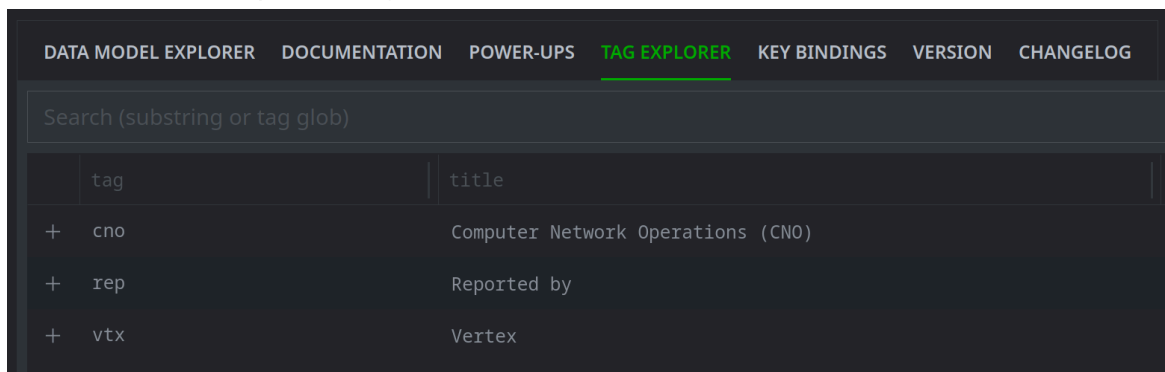 DATA MODEL EXPLORER DOCUMENTATION POWER-UPS TAG EXPLORER KEY BINDINGS VERSION CHANGELOG
Search (substring or tag glob)
tag title
+ cno Computer Network Operations (CNO)
+ rep Reported by
+ vtx Vertex